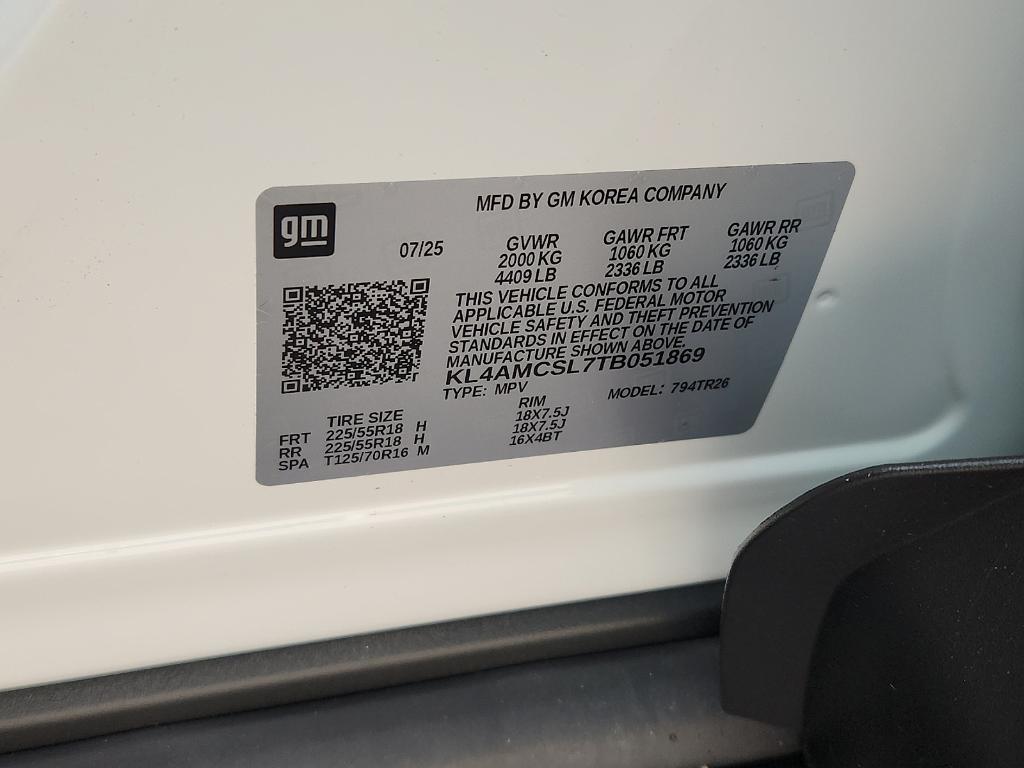 gm
MFD BY GM KOREA COMPANY
07/25
GVWR
2000 KG
4409 LB
GAWR FRT
1060 KG
2336 LB
GAWR RR
1060 KG
2336 LB
THIS VEHICLE CONFORMS TO ALL
APPLICABLE U.S. FEDERAL MOTOR
VEHICLE SAFETY AND THEFT PREVENTION
STANDARDS IN EFFECT ON THE DATE OF
MANUFACTURE SHOWN ABOVE.
KL4AMCSL7TB051869
TYPE: MPV
MODEL: 794TR26
TIRE SIZE RIM
FRT 225/55R18 H 18X7.5J
RR 225/55R18 H 18X7.5J
SPA T125/70R16 M 16X4BT